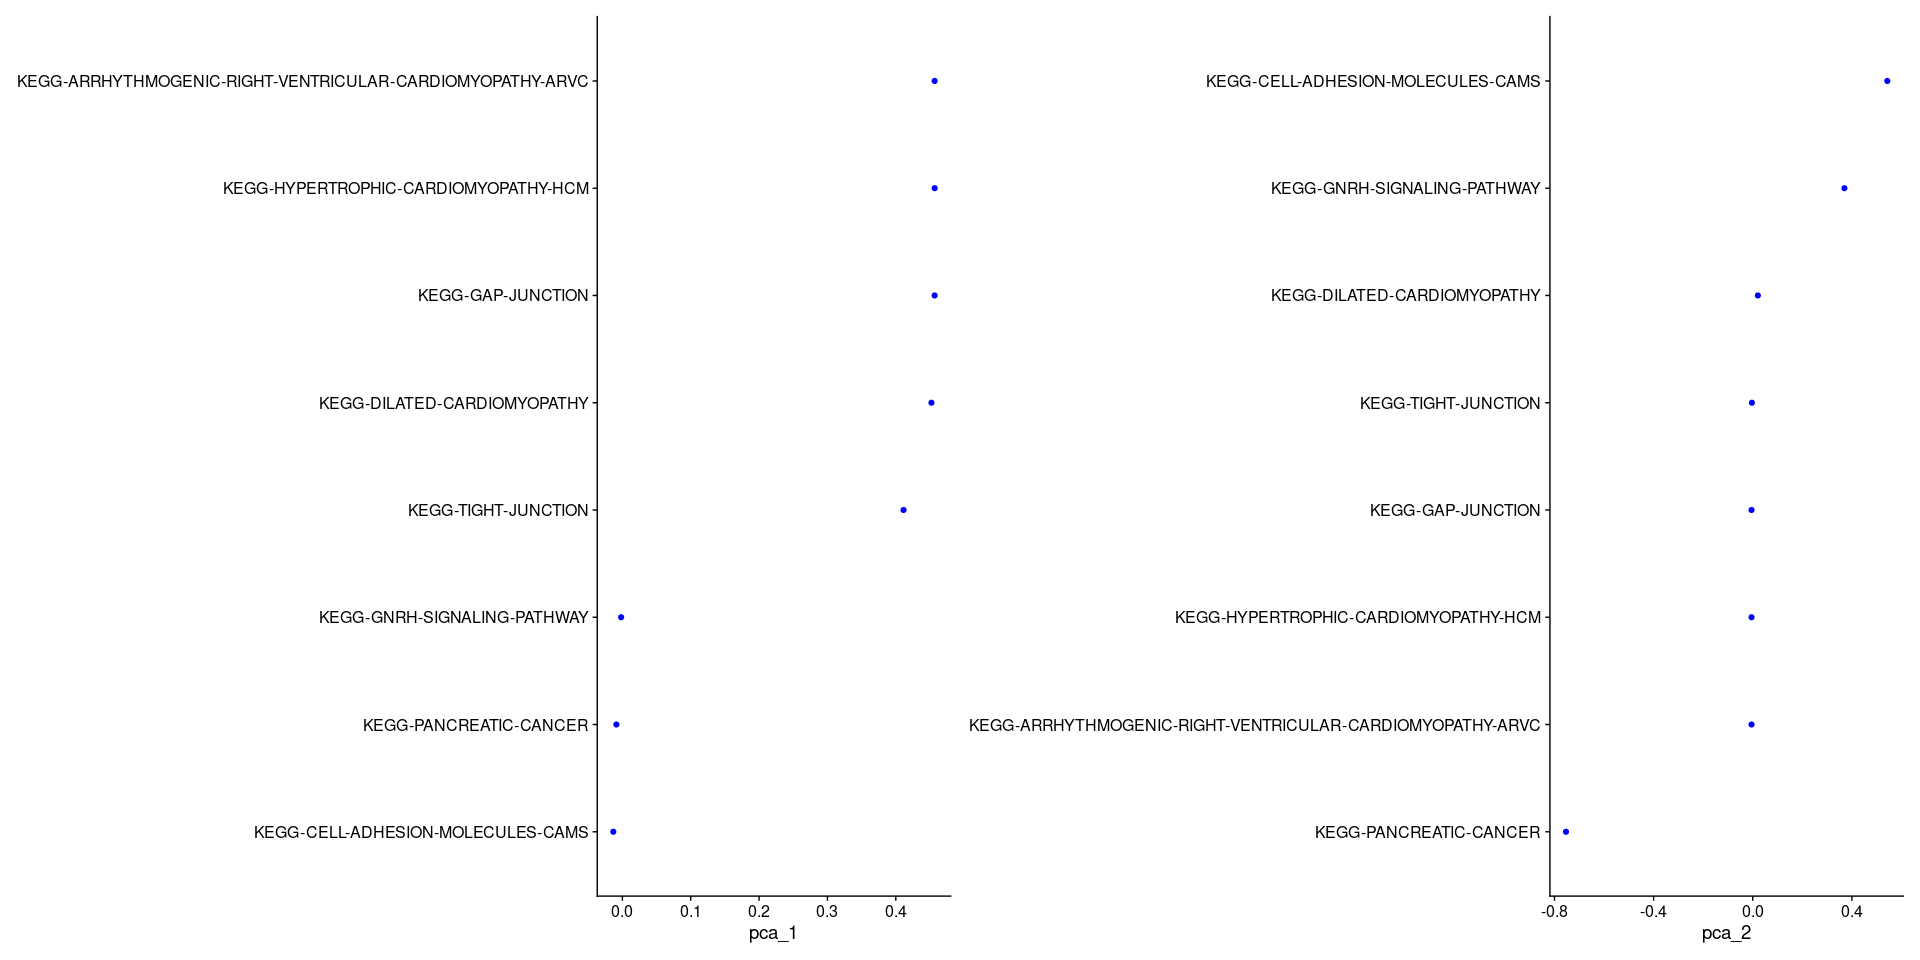 KEGG-ARRHYTHMOGENIC-RIGHT-VENTRICULAR-CARDIOMYOPATHY-ARVC
KEGG-HYPERTROPHIC-CARDIOMYOPATHY-HCM
KEGG-GAP-JUNCTION
KEGG-DILATED-CARDIOMYOPATHY
KEGG-TIGHT-JUNCTION
KEGG-GNRH-SIGNALING-PATHWAY
KEGG-PANCREATIC-CANCER
KEGG-CELL-ADHESION-MOLECULES-CAMS
0.0 0.1 0.2 0.3 0.4
pca_1
KEGG-CELL-ADHESION-MOLECULES-CAMS
KEGG-GNRH-SIGNALING-PATHWAY
KEGG-DILATED-CARDIOMYOPATHY
KEGG-TIGHT-JUNCTION
KEGG-GAP-JUNCTION
KEGG-HYPERTROPHIC-CARDIOMYOPATHY-HCM
KEGG-ARRHYTHMOGENIC-RIGHT-VENTRICULAR-CARDIOMYOPATHY-ARVC
KEGG-PANCREATIC-CANCER
-0.8 -0.4 0.0 0.4
pca_2